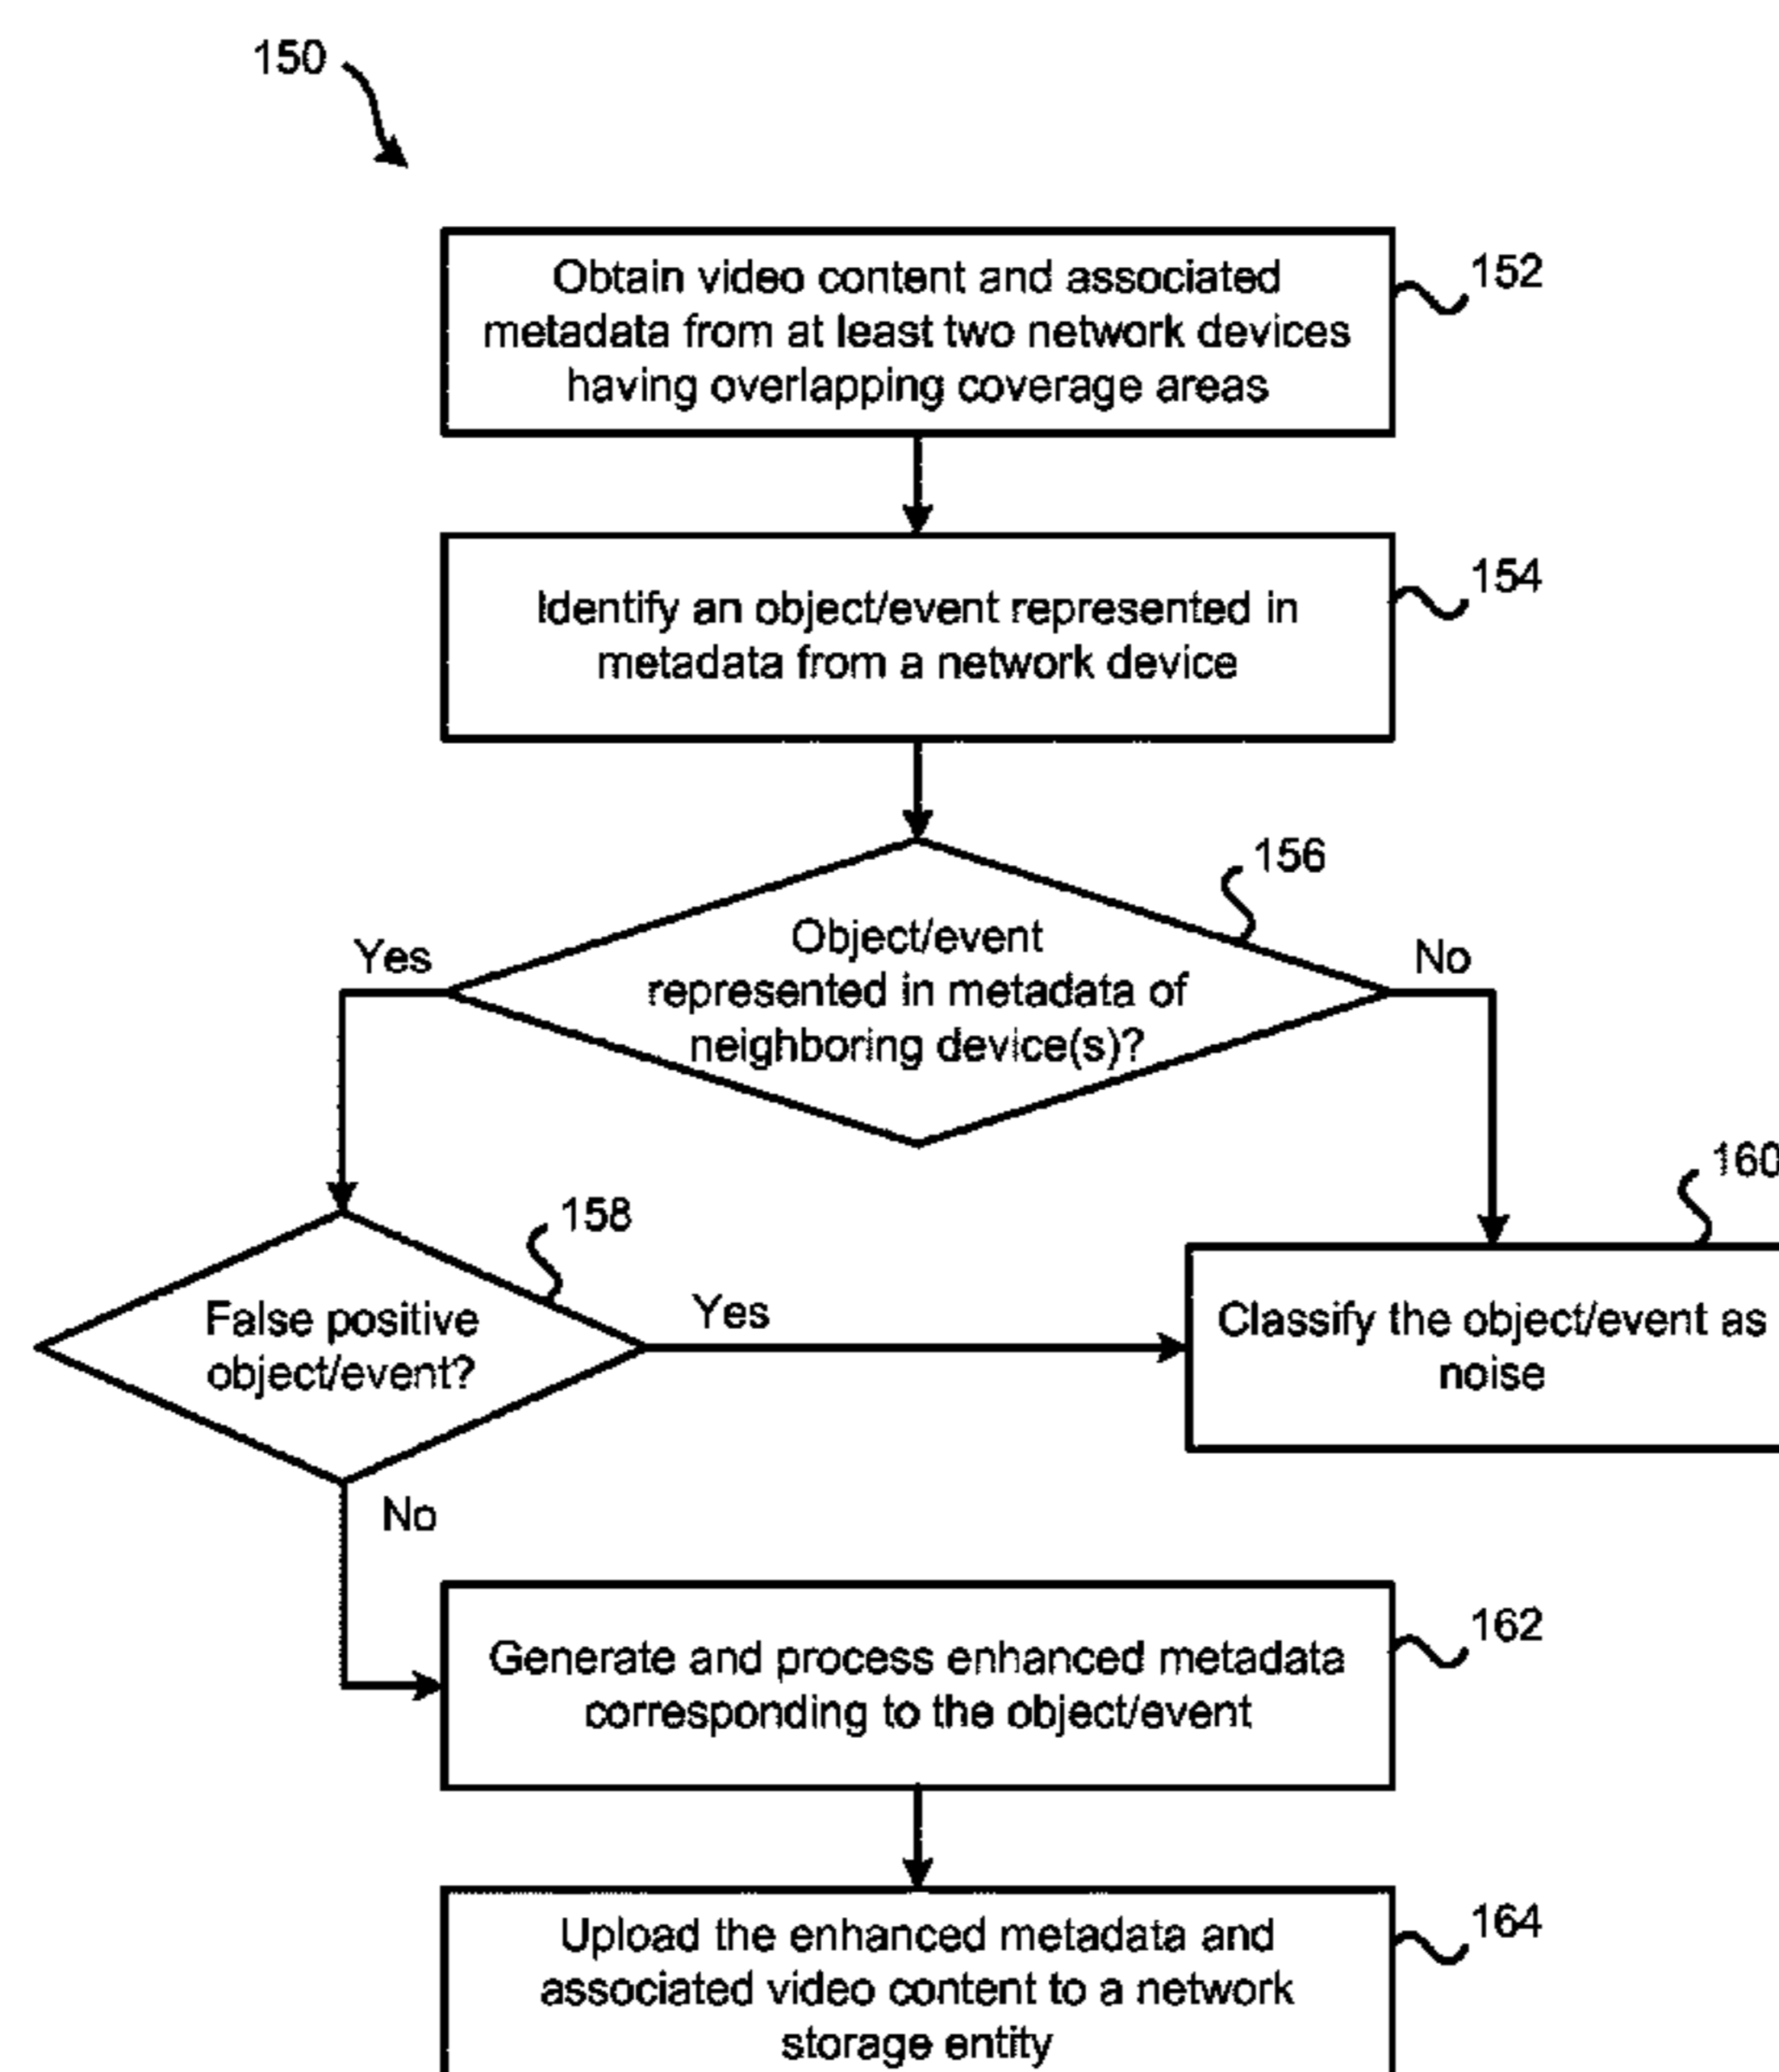 150
Obtain video content and associated
metadata from at least two network devices
having overlapping coverage areas
152
Identify an object/event represented in
metadata from a network device
154
156
Object/event
represented in metadata of
neighboring device(s)?
Yes
No
158
160
False positive
object/event?
Yes
Classify the object/event as
noise
No
Generate and process enhanced metadata
corresponding to the object/event
162
Upload the enhanced metadata and
associated video content to a network
storage entity
164